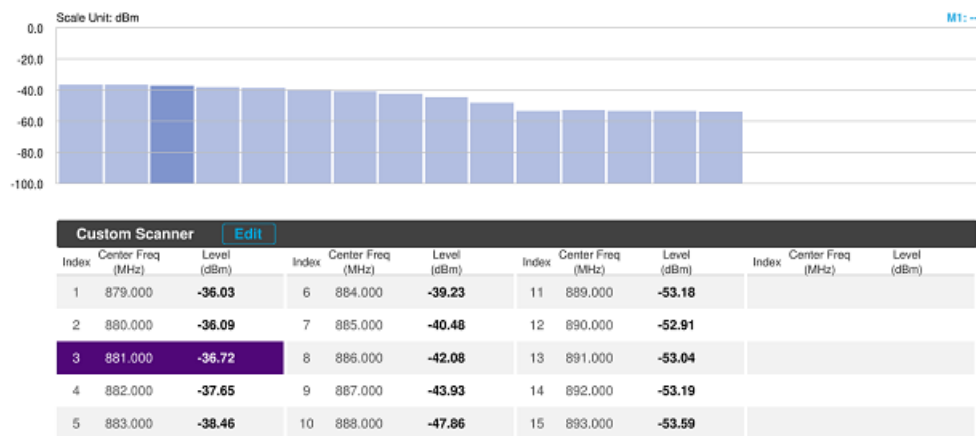 Scale Unit: dBm M1: --
0.0
-20.0
-40.0
-60.0
-80.0
-100.0
Custom Scanner Edit
Index Center Freq (MHz) Level (dBm) Index Center Freq (MHz) Level (dBm) Index Center Freq (MHz) Level (dBm) Index Center Freq (MHz) Level (dBm)
1 879.000 -36.03 6 884.000 -39.23 11 889.000 -53.18
2 880.000 -36.09 7 885.000 -40.48 12 890.000 -52.91
3 881.000 -36.72 8 886.000 -42.08 13 891.000 -53.04
4 882.000 -37.65 9 887.000 -43.93 14 892.000 -53.19
5 883.000 -38.46 10 888.000 -47.86 15 893.000 -53.59